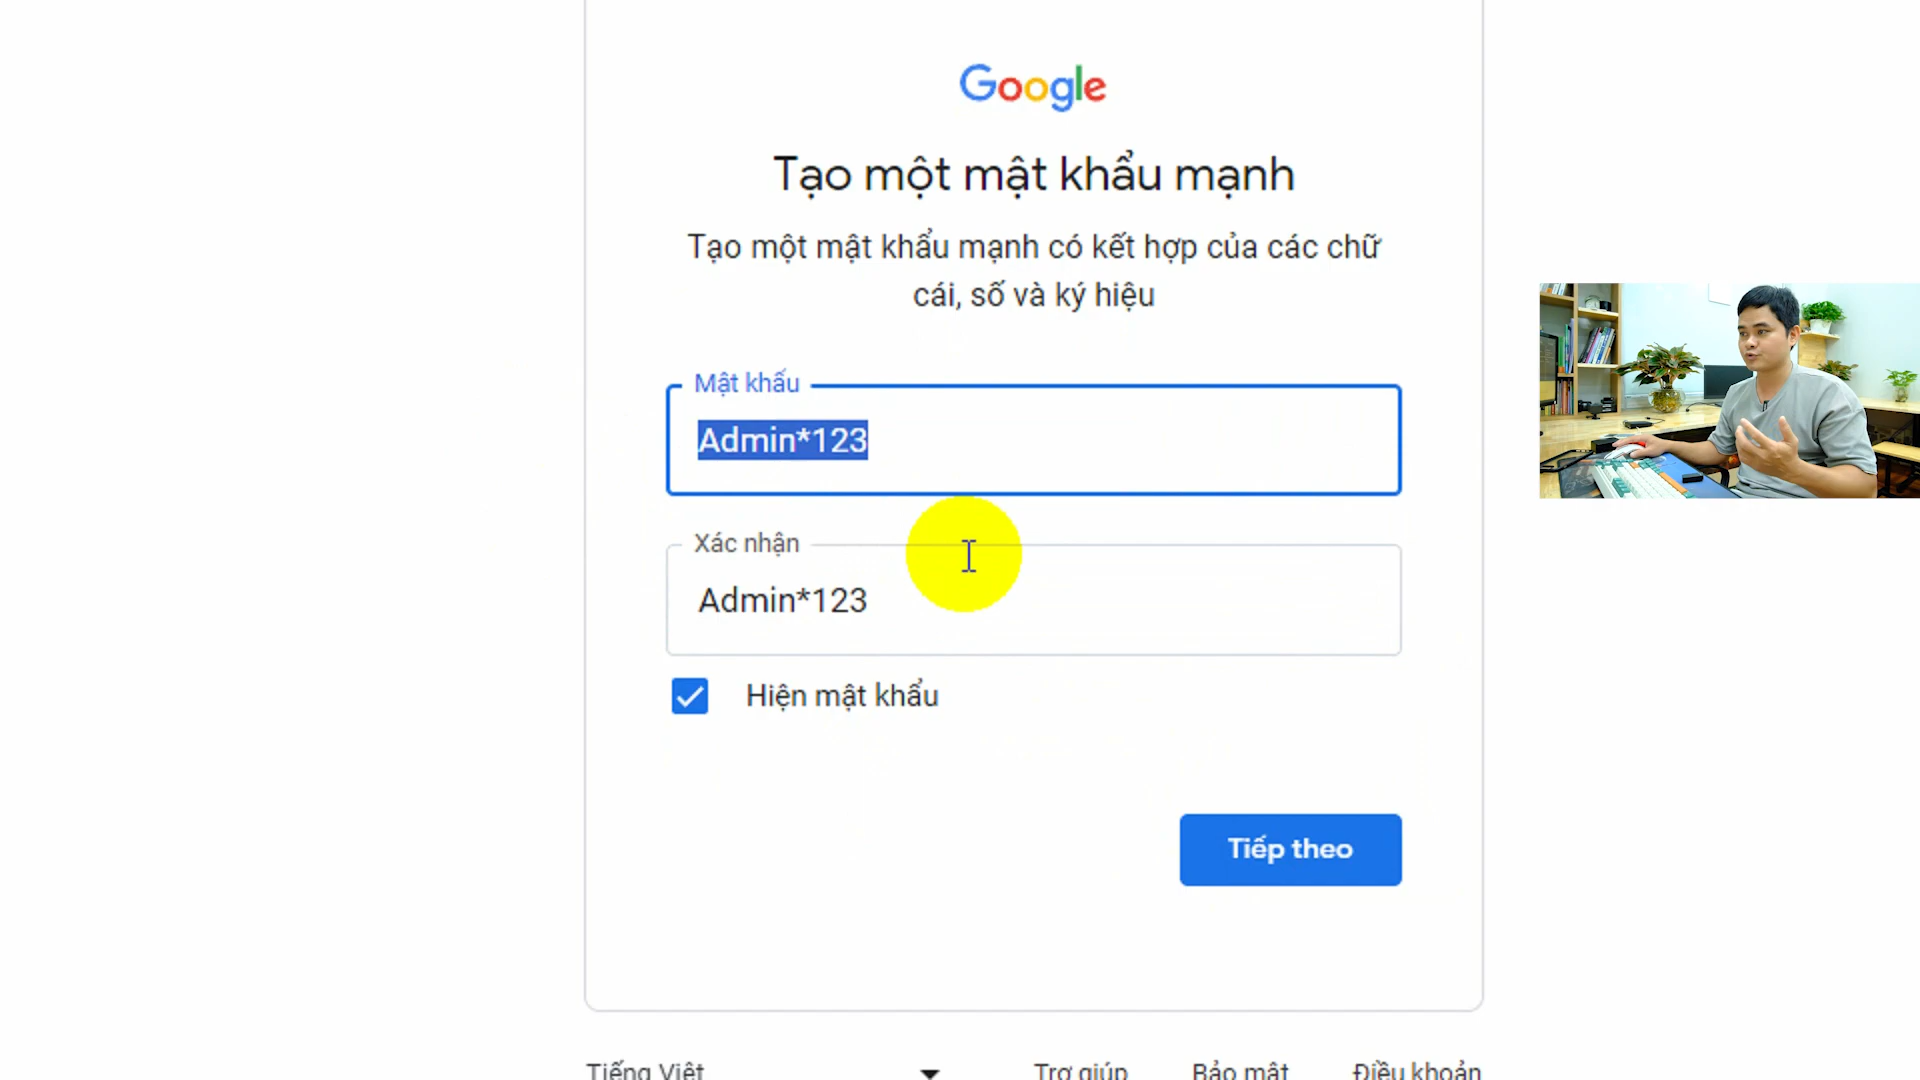 Google
Tạo một mật khẩu mạnh
Tạo một mật khẩu mạnh có kết hợp của các chữ
cái, số và ký hiệu
Mật khẩu
Admin*123
Xác nhận
Admin*123
Hiện mật khẩu
Tiếp theo
Tiếng Việt
Trợ giúp Bảo mật Điều khoản